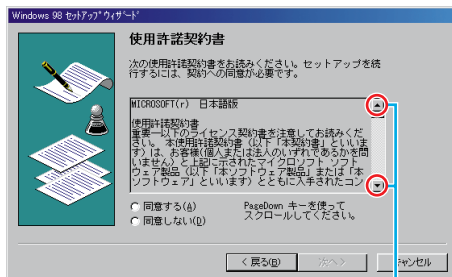 Windows 98 ｾｯﾄｱｯﾌﾟ ｳｨｻﾞｰﾄﾞ
使用許諾契約書
次の使用許諾契約書をお読みください。セットアップを続
行するには、契約への同意が必要です。
MICROSOFT(r) 日本語版
使用許諾契約書
重要－以下のライセンス契約書を注意してお読みくだ
さい。本使用許諾契約書（以下「本契約書」といいま
す）は、お客様（個人または法人のいずれであるかを問
いません）と上記に示されたマイクロソフト ソフト
ウェア製品（以下「本ソフトウェア製品」または「本
ソフトウェア」といいます）とともに入手されたコン
同意する(A)
同意しない(D)
PageDown キーを使って
スクロールしてください。
< 戻る(B)
次へ >
キャンセル